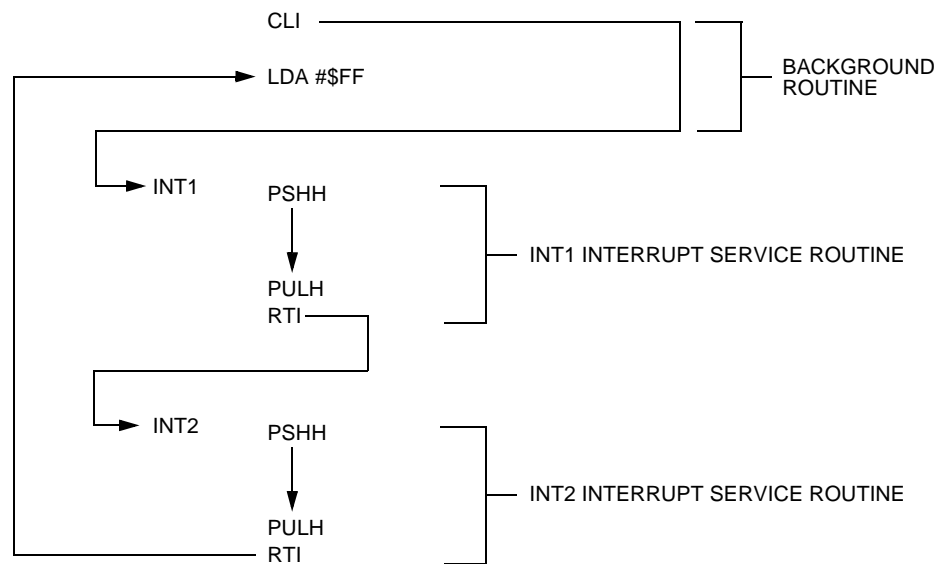 CLI
LDA #$FF
BACKGROUND
ROUTINE
INT1
PSHH
INT1 INTERRUPT SERVICE ROUTINE
PULH
RTI
INT2
PSHH
INT2 INTERRUPT SERVICE ROUTINE
PULH
RTI